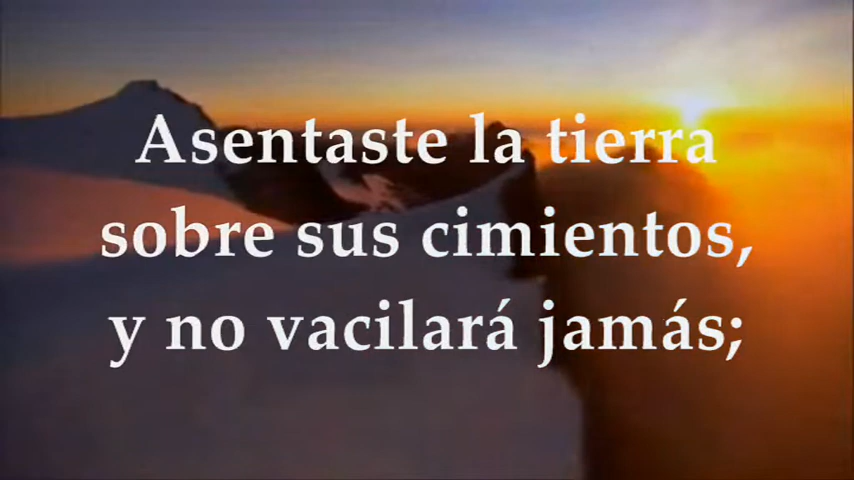 Asentaste la tierra
sobre sus cimientos,
y no vacilará jamás;